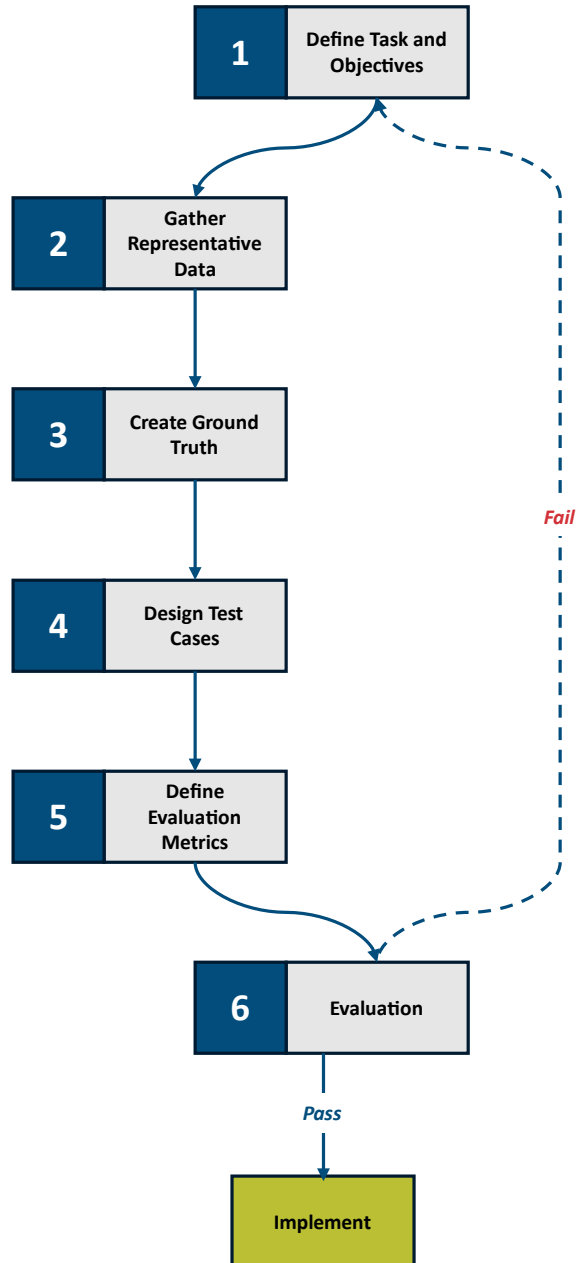 1
Define Task and
Objectives
2
Gather
Representative
Data
3
Create Ground
Truth
Fail
4
Design Test
Cases
5
Define
Evaluation
Metrics
6
Evaluation
Pass
Implement